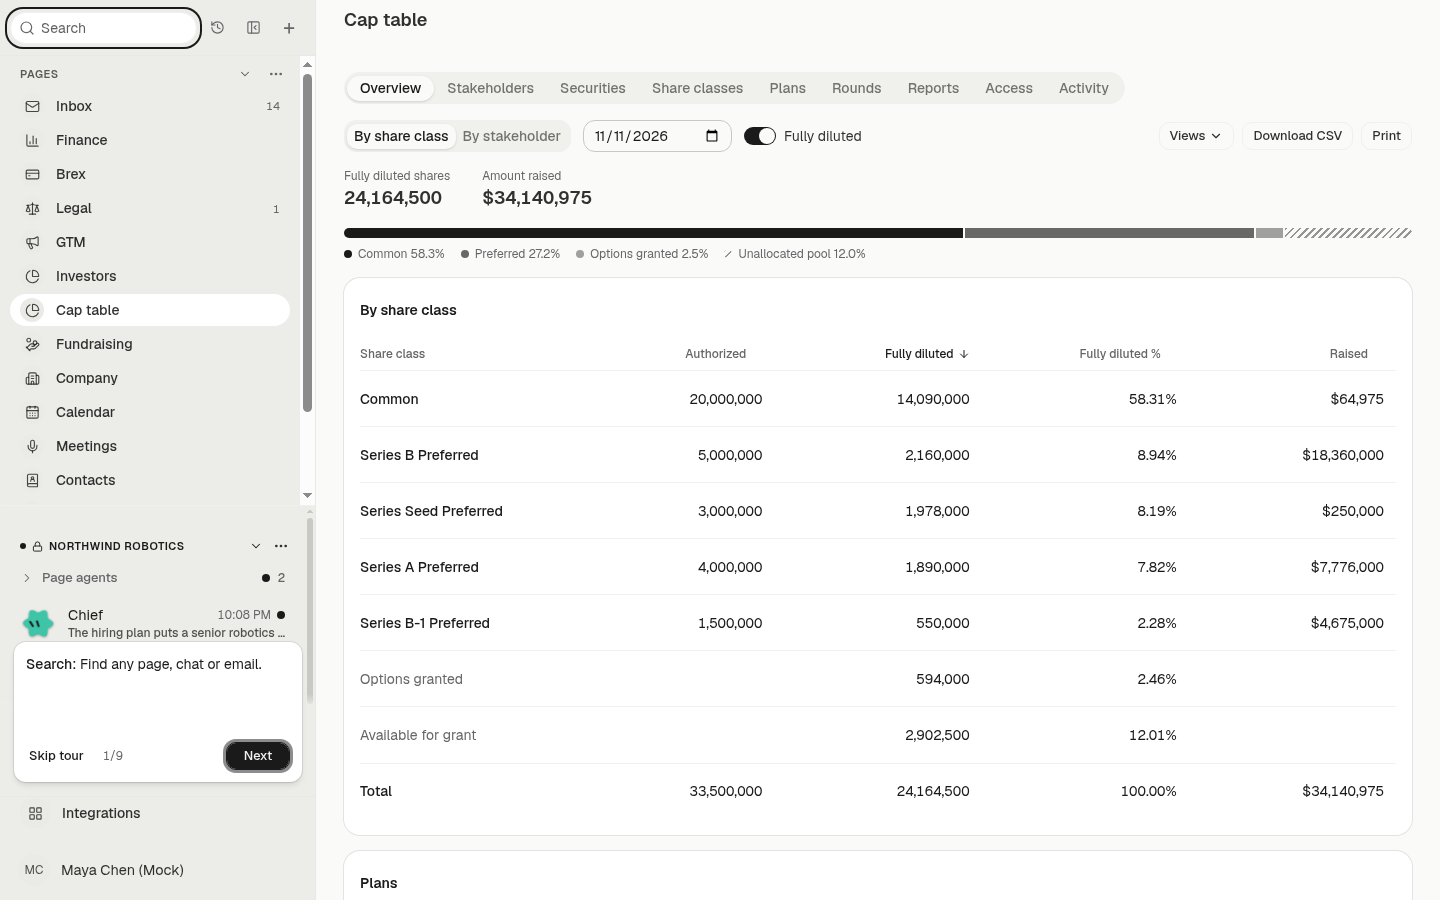 Search
PAGES
Inbox 14
Finance
Brex
Legal 1
GTM
Investors
Cap table
Fundraising
Company
Calendar
Meetings
Contacts
NORTHWIND ROBOTICS
Page agents 2
Chief 10:08 PM
The hiring plan puts a senior robotics ...
Search: Find any page, chat or email.
Skip tour 1/9 Next
Integrations
MC Maya Chen (Mock)
Cap table
Overview Stakeholders Securities Share classes Plans Rounds Reports Access Activity
By share class By stakeholder 11/11/2026 Fully diluted Views Download CSV Print
Fully diluted shares Amount raised
24,164,500 $34,140,975
Common 58.3% Preferred 27.2% Options granted 2.5% Unallocated pool 12.0%
By share class
Share class Authorized Fully diluted ↓ Fully diluted % Raised
Common 20,000,000 14,090,000 58.31% $64,975
Series B Preferred 5,000,000 2,160,000 8.94% $18,360,000
Series Seed Preferred 3,000,000 1,978,000 8.19% $250,000
Series A Preferred 4,000,000 1,890,000 7.82% $7,776,000
Series B-1 Preferred 1,500,000 550,000 2.28% $4,675,000
Options granted 594,000 2.46%
Available for grant 2,902,500 12.01%
Total 33,500,000 24,164,500 100.00% $34,140,975
Plans